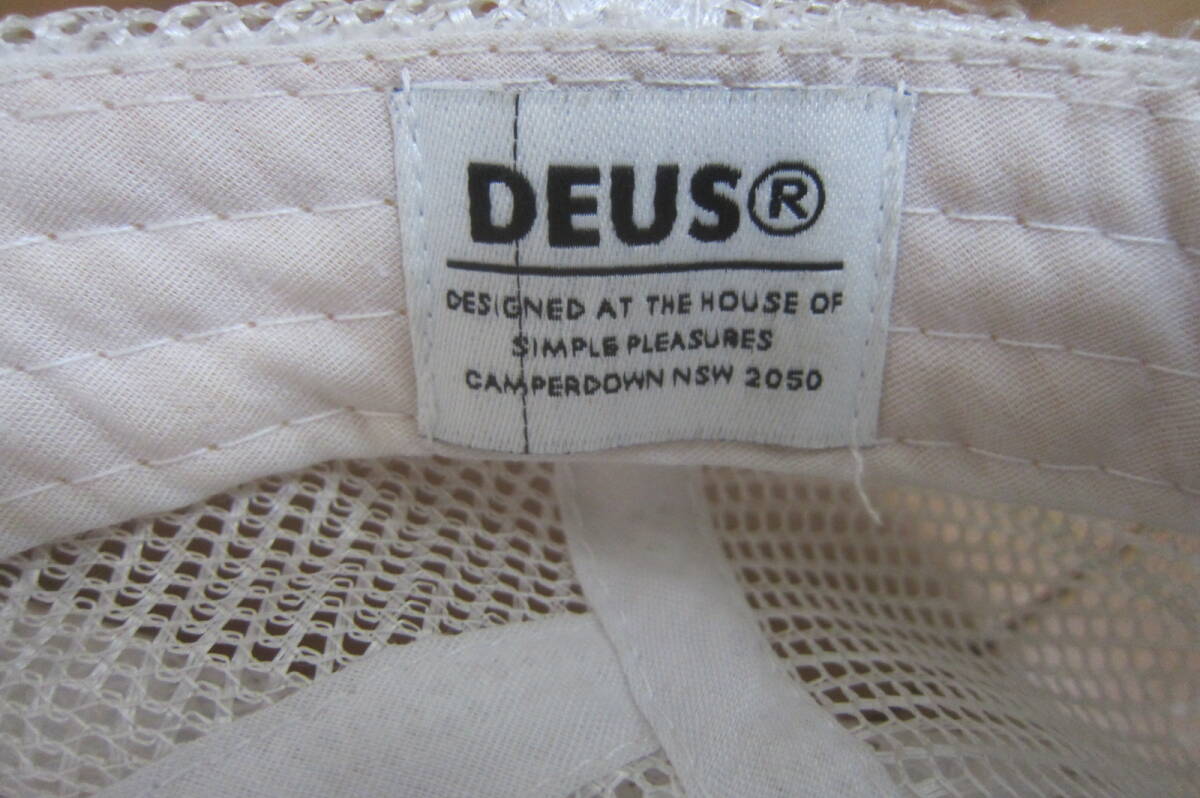 DEUS®
DESIGNED AT THE HOUSE OF
SIMPLE PLEASURES
CAMPERDOWN NSW 2050